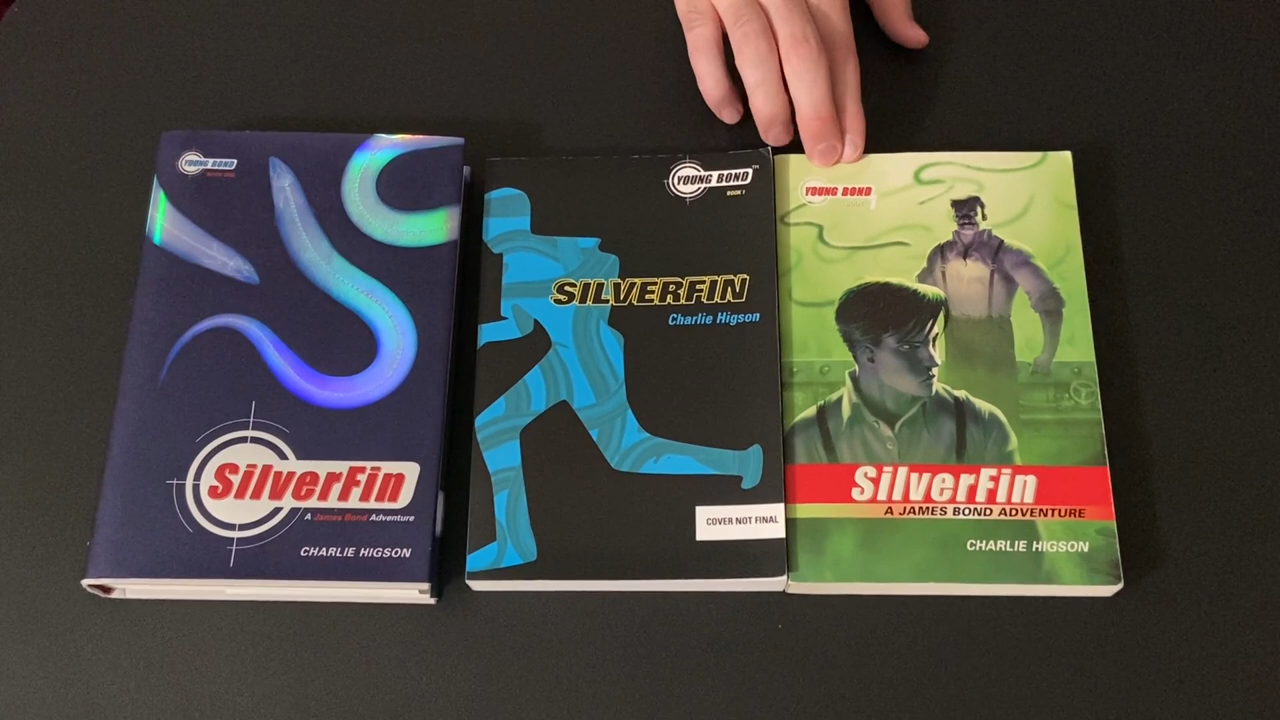 YOUNG BOND
SilverFin
A James Bond Adventure
CHARLIE HIGSON
YOUNG BOND™
BOOK 1
SILVERFIN
Charlie Higson
COVER NOT FINAL
YOUNG BOND
SilverFin
A JAMES BOND ADVENTURE
CHARLIE HIGSON